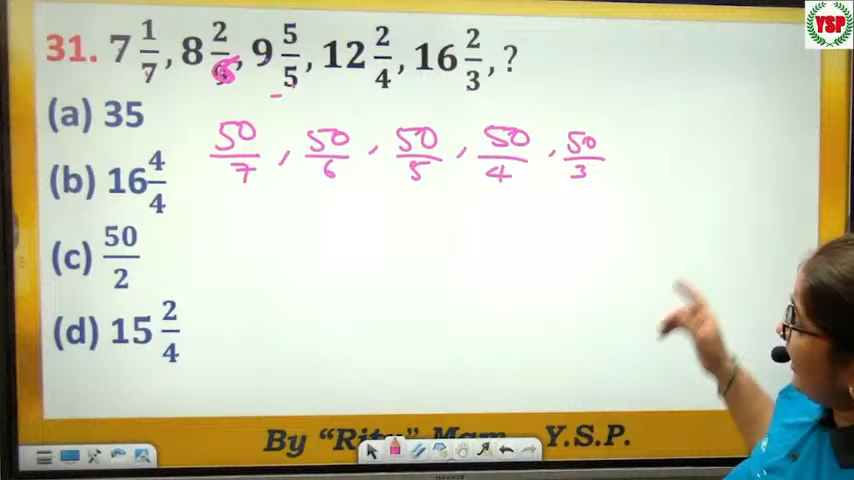 YSP
31. 7 1/7, 8 2/6, 9 5/5, 12 2/4, 16 2/3, ?
(a) 35
50/7, 50/6, 50/5, 50/4, 50/3
(b) 16 4/4
(c) 50/2
(d) 15 2/4
By "Ritu" Mam Y.S.P.